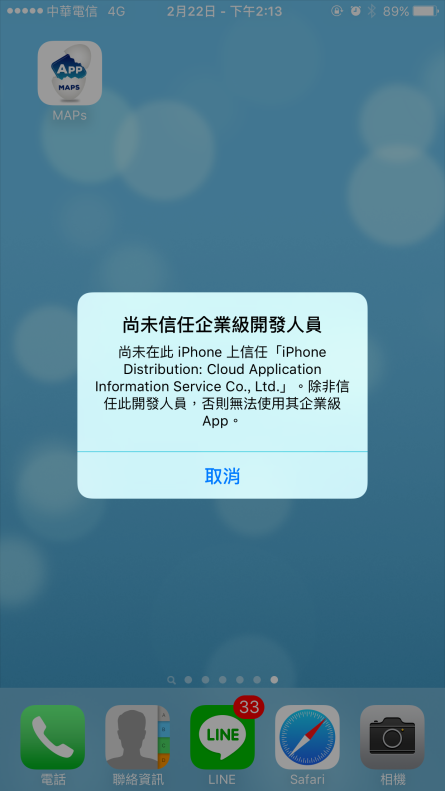 中華電信 4G 2月22日 - 下午2:13 89%
APP
MAPS
MAPs
尚未信任企業級開發人員
尚未在此 iPhone 上信任「iPhone
Distribution: Cloud Application
Information Service Co., Ltd.」。除非信
任此開發人員，否則無法使用其企業級
App。
取消
33
LINE
電話 聯絡資訊 LINE Safari 相機